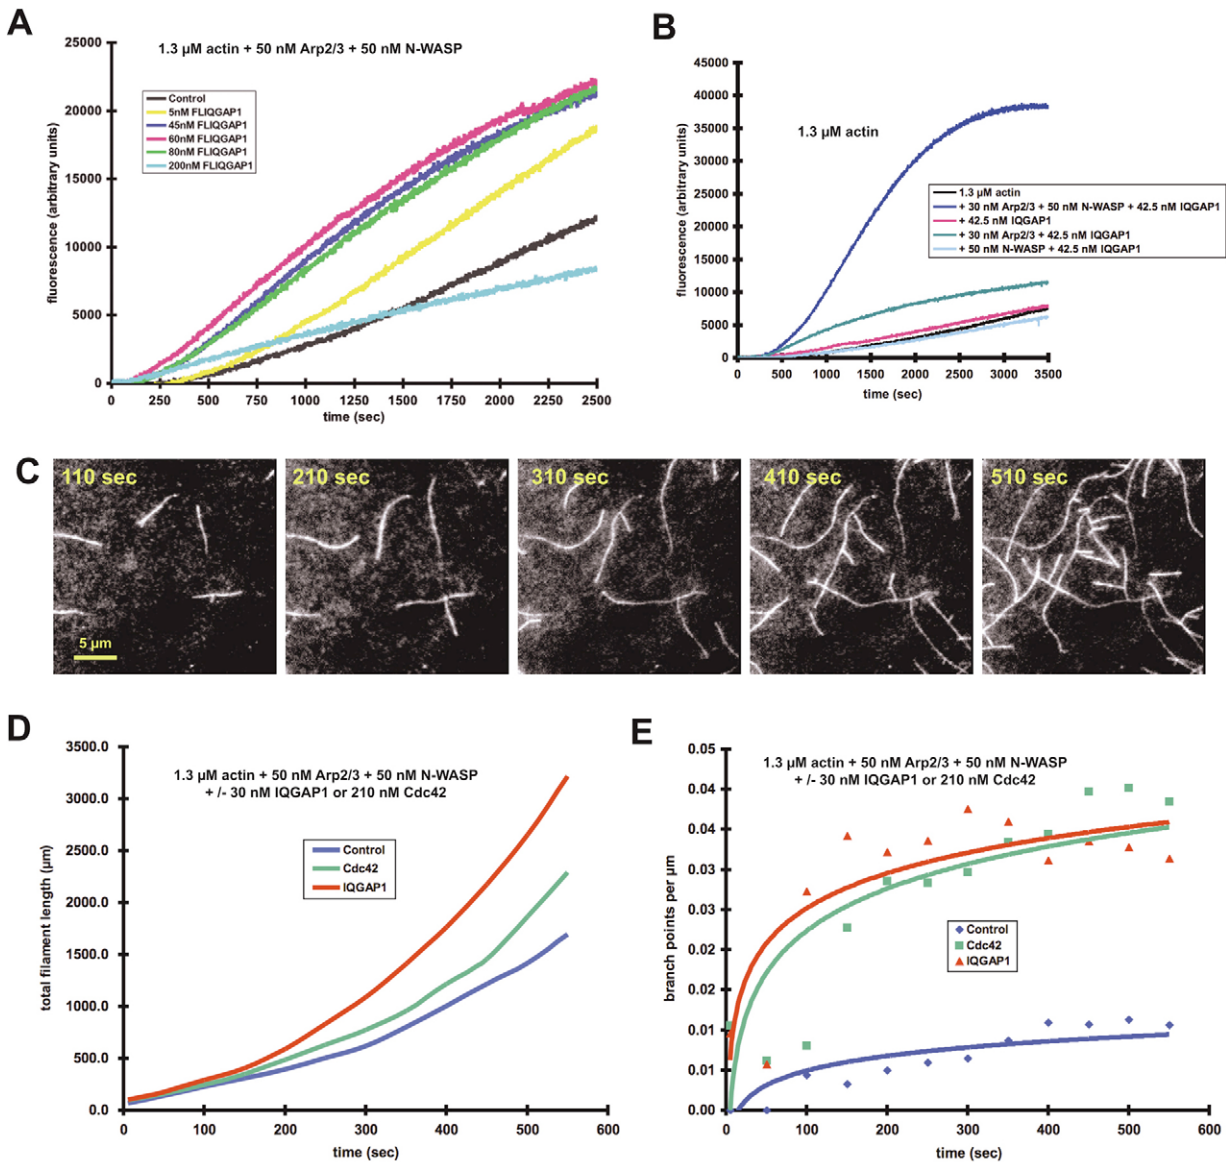 A
1.3 µM actin + 50 nM Arp2/3 + 50 nM N-WASP
25000
20000
15000
10000
5000
0
fluorescence (arbitrary units)
Control
5nM FLIQGAP1
45nM FLIQGAP1
60nM FLIQGAP1
80nM FLIQGAP1
200nM FLIQGAP1
0 250 500 750 1000 1250 1500 1750 2000 2250 2500
time (sec)
B
1.3 µM actin
45000
40000
35000
30000
25000
20000
15000
10000
5000
0
fluorescence (arbitrary units)
1.3 µM actin
+ 30 nM Arp2/3 + 50 nM N-WASP + 42.5 nM IQGAP1
+ 42.5 nM IQGAP1
+ 30 nM Arp2/3 + 42.5 nM IQGAP1
+ 50 nM N-WASP + 42.5 nM IQGAP1
0 500 1000 1500 2000 2500 3000 3500
time (sec)
C
110 sec
5 µm
210 sec
310 sec
410 sec
510 sec
D
1.3 µM actin + 50 nM Arp2/3 + 50 nM N-WASP
+ /- 30 nM IQGAP1 or 210 nM Cdc42
3500.0
3000.0
2500.0
2000.0
1500.0
1000.0
500.0
0.0
total filament length (µm)
Control
Cdc42
IQGAP1
0 100 200 300 400 500 600
time (sec)
E
1.3 µM actin + 50 nM Arp2/3 + 50 nM N-WASP
+ /- 30 nM IQGAP1 or 210 nM Cdc42
0.05
0.04
0.04
0.03
0.03
0.02
0.02
0.01
0.01
0.00
branch points per µm
Control
Cdc42
IQGAP1
0 100 200 300 400 500 600
time (sec)